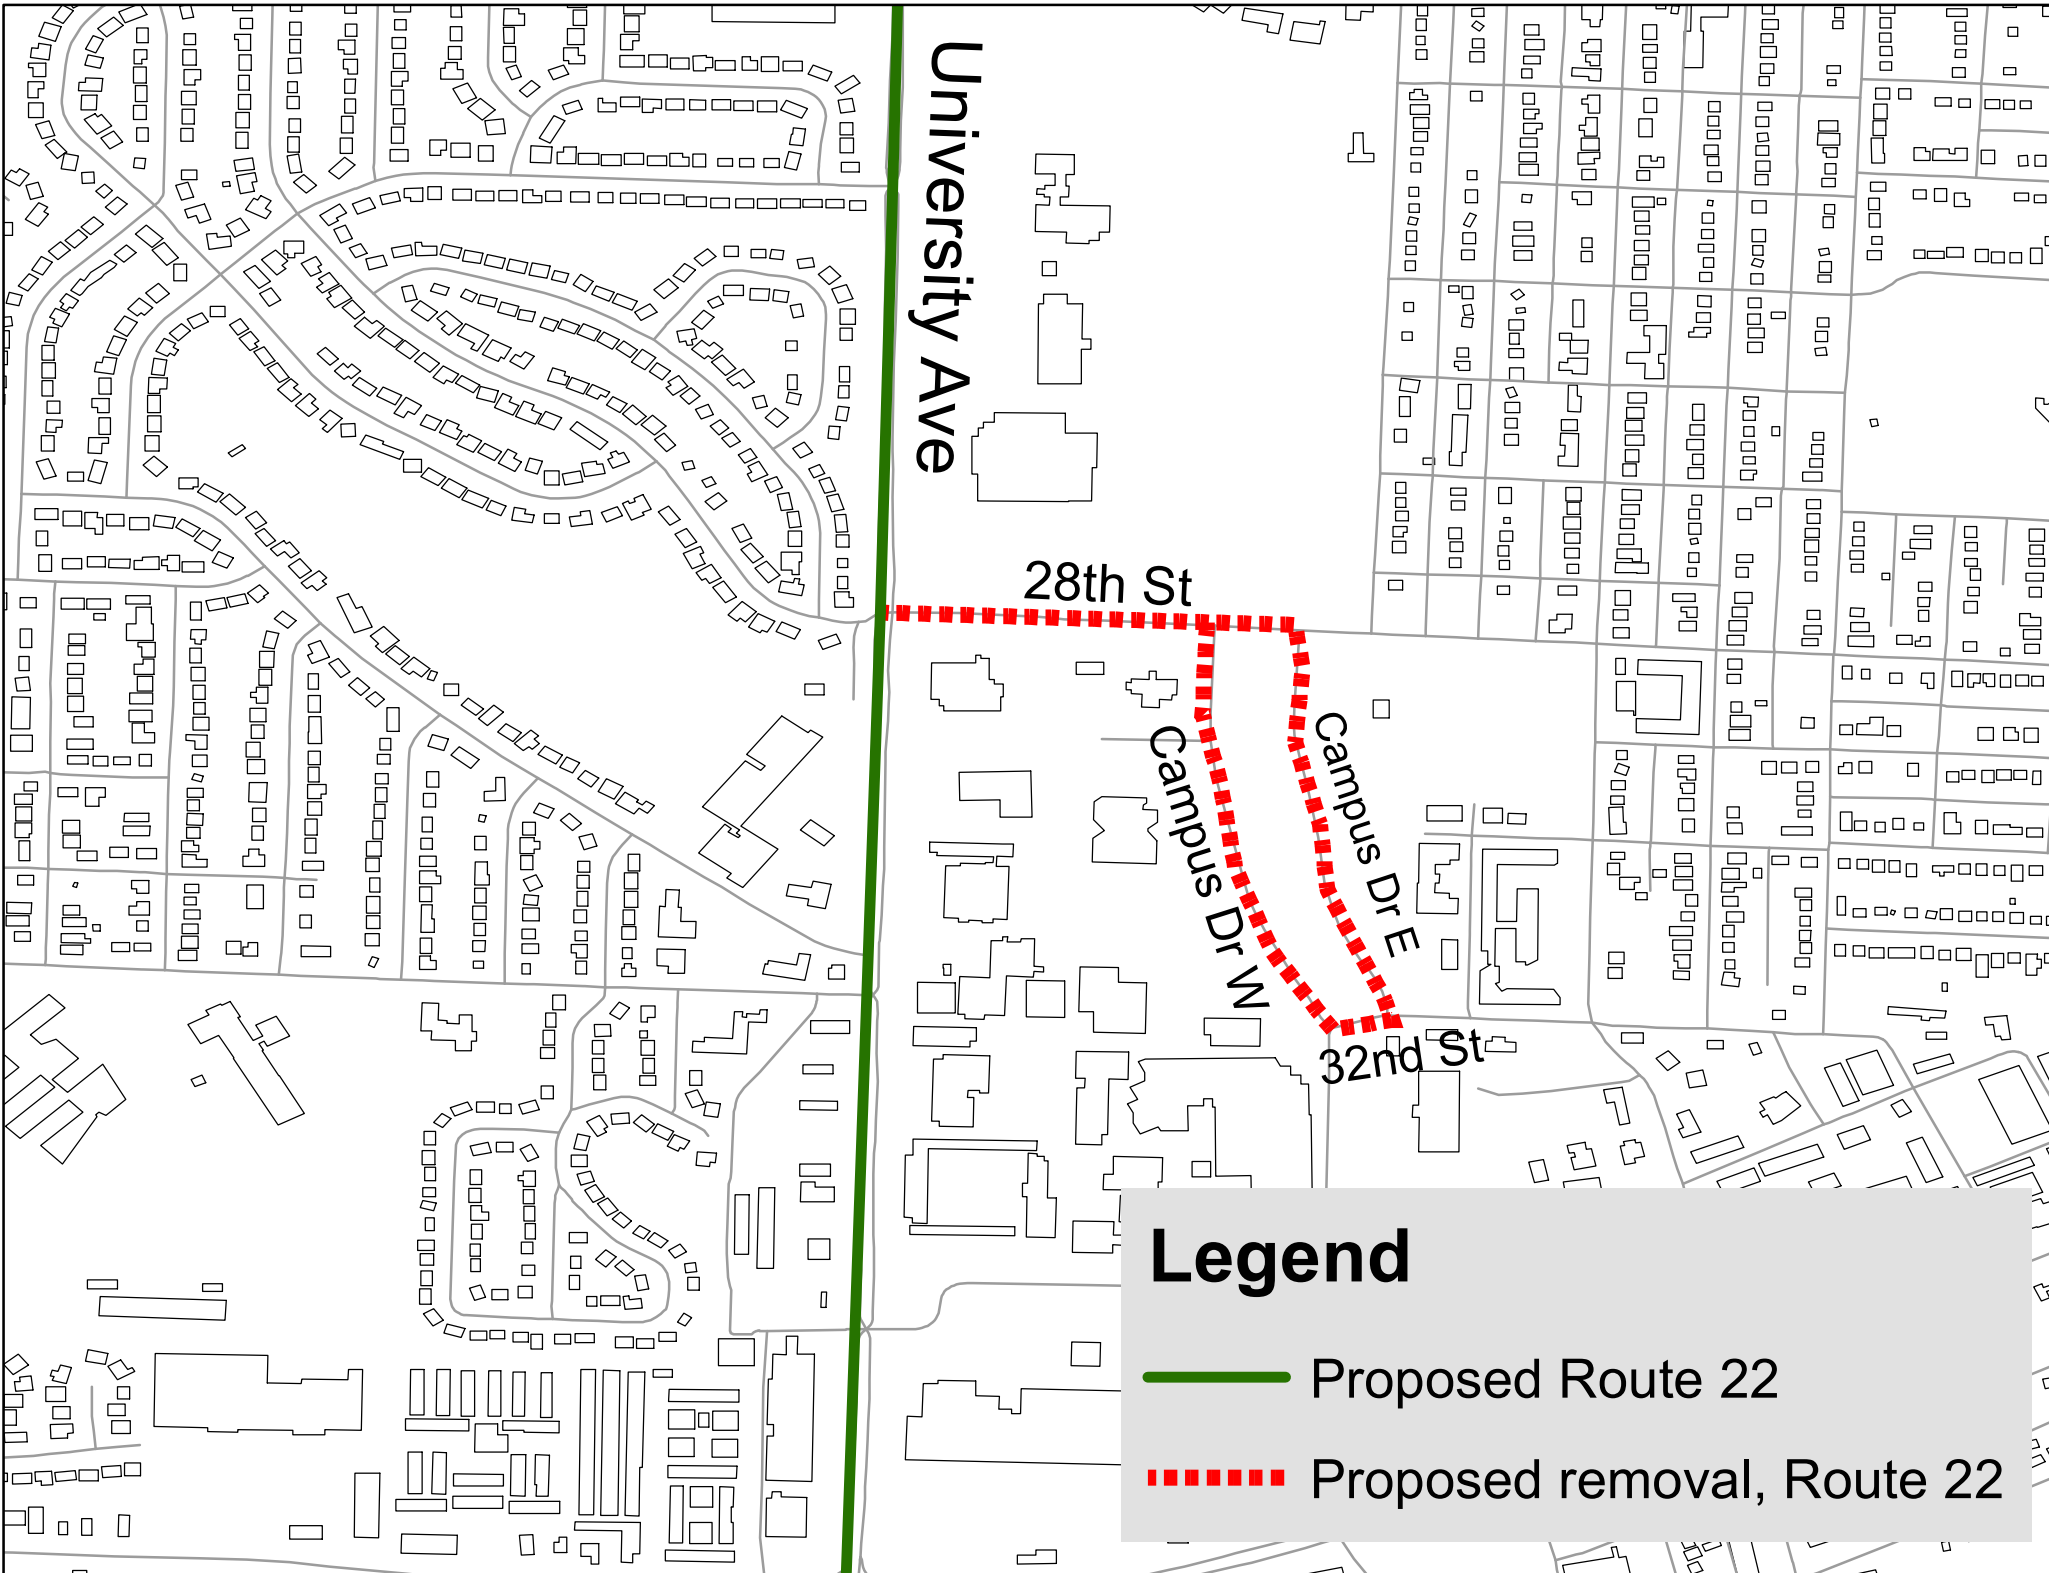 University Ave
28th St
Campus Dr W
Campus Dr E
32nd St
Legend
Proposed Route 22
Proposed removal, Route 22